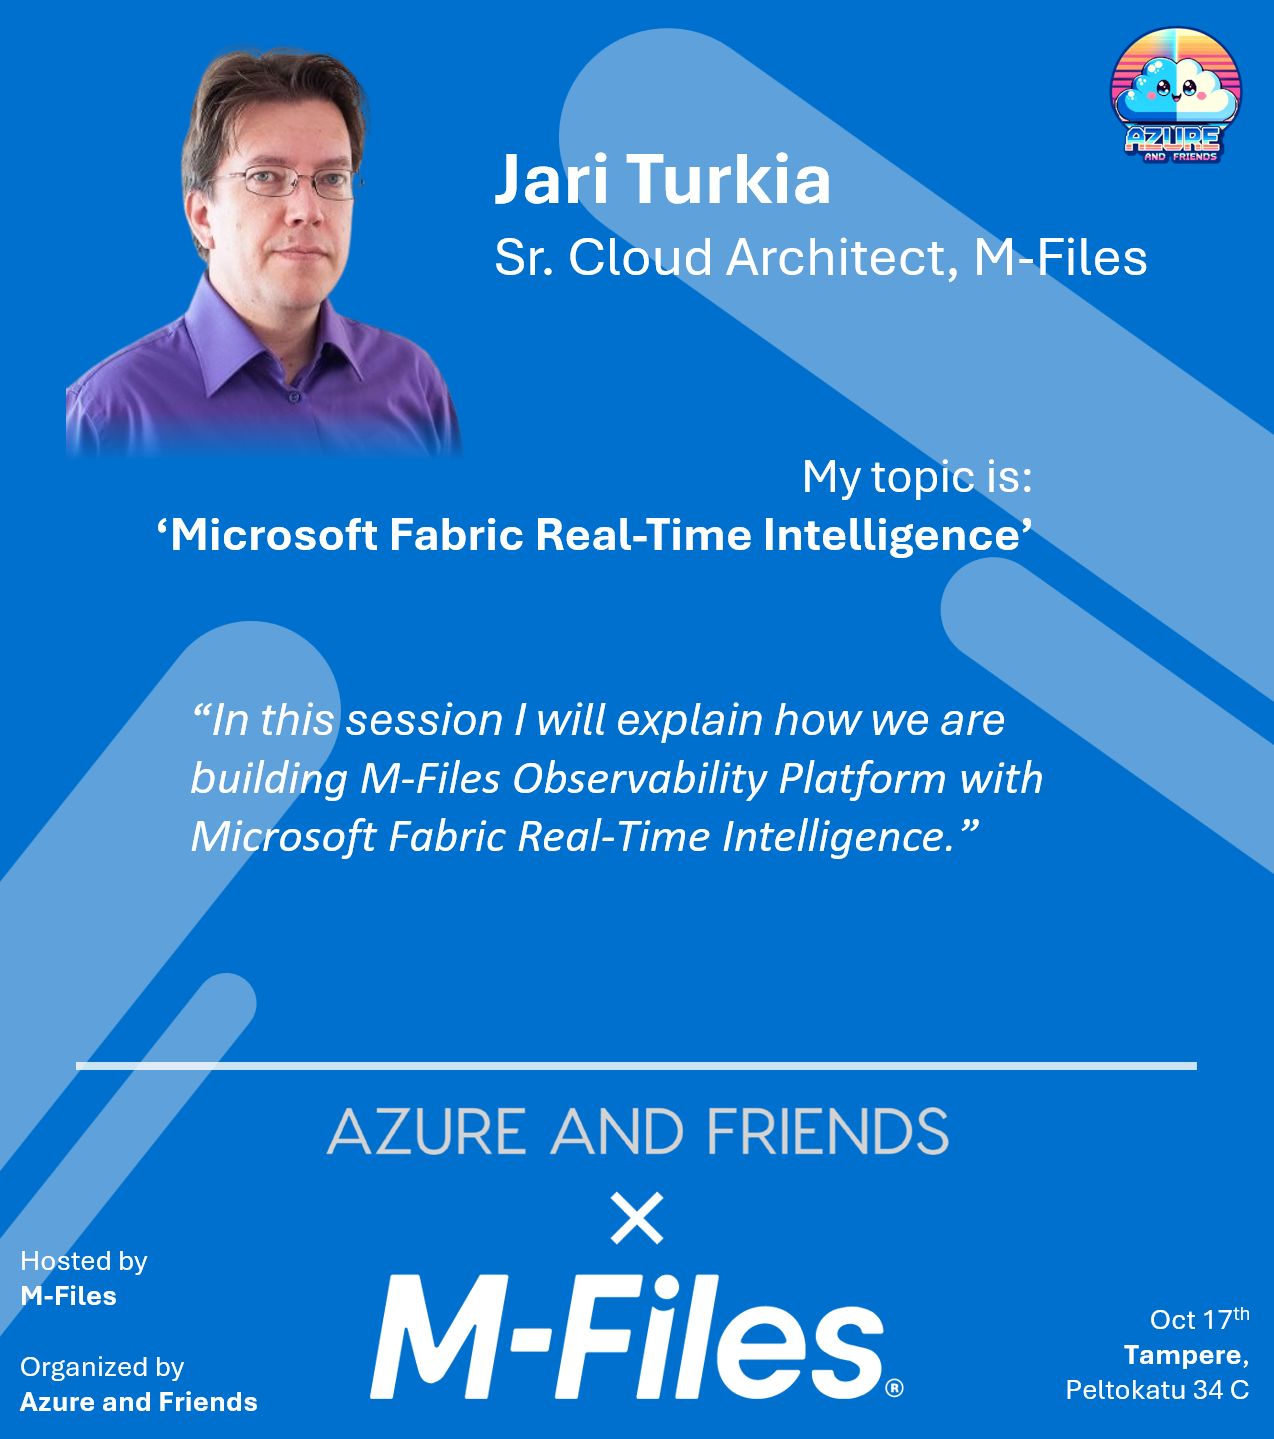 AZURE
AND FRIENDS
Jari Turkia
Sr. Cloud Architect, M-Files
My topic is:
‘Microsoft Fabric Real-Time Intelligence’
“In this session I will explain how we are
building M-Files Observability Platform with
Microsoft Fabric Real-Time Intelligence.”
AZURE AND FRIENDS
×
M-Files®
Hosted by
M-Files
Organized by
Azure and Friends
Oct 17th
Tampere,
Peltokatu 34 C